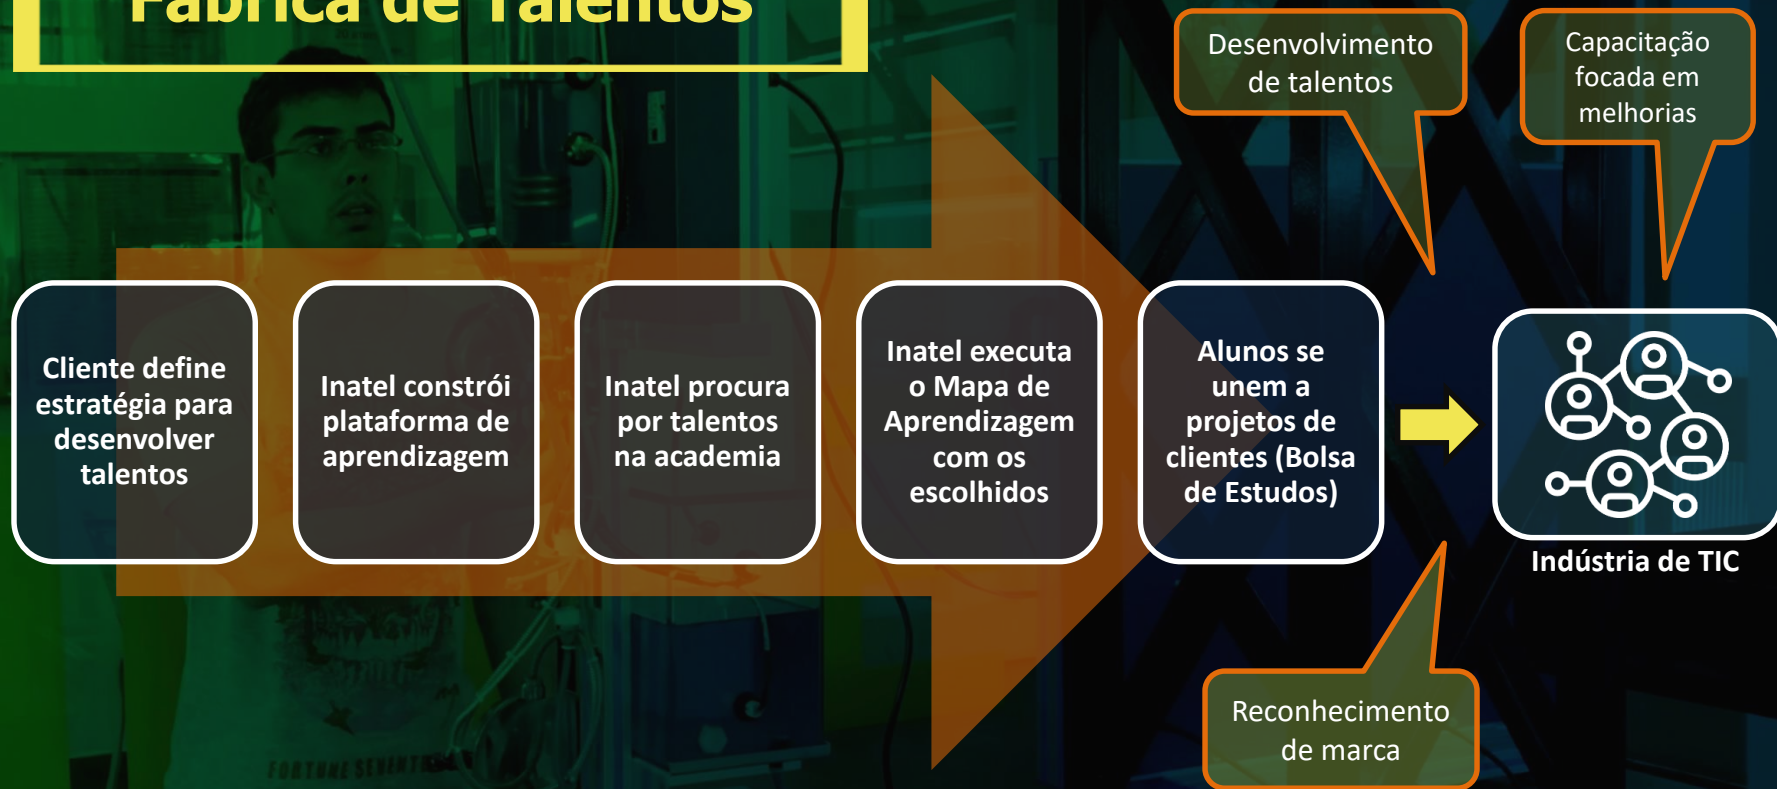 Fábrica de Talentos
Desenvolvimento
de talentos
Capacitação
focada em
melhorias
Cliente define
estratégia para
desenvolver
talentos
Inatel constrói
plataforma de
aprendizagem
Inatel procura
por talentos
na academia
Inatel executa
o Mapa de
Aprendizagem
com os
escolhidos
Alunos se
unem a
projetos de
clientes (Bolsa
de Estudos)
Indústria de TIC
Reconhecimento
de marca